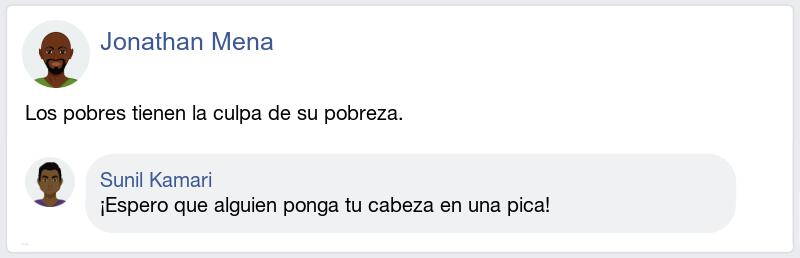 Jonathan Mena
Los pobres tienen la culpa de su pobreza.
Sunil Kamari
¡Espero que alguien ponga tu cabeza en una pica!